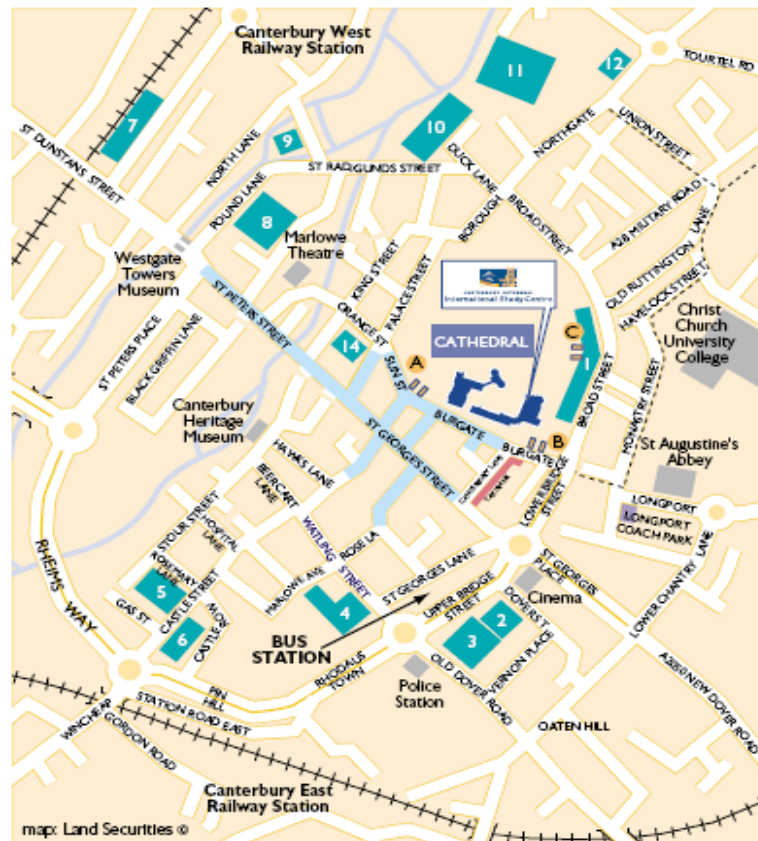 Canterbury West
Railway Station
12
11
TOURTEL RD
7
10
UNION STREET
NORTHGATE
ST DUNSTANS STREET
NORTH LANE
9
ST RADIGUNDS STREET
DUCK LANE
POUND LANE
8
BROAD STREET
A28 MILITARY ROAD
BOROUGH
OLD RUTTINGTON LANE
Marlowe
Theatre
KING STREET
PALACE STREET
Westgate
Towers
Museum
International Study Centre
HAVELOCK STREET
ST PETERS STREET
ORANGE ST
Christ
Church
University
College
C
1
CATHEDRAL
14
SUN ST
A
ST PETERS PLACE
BLACK GRIFFIN LANE
BROAD STREET
MONASTRY STREET
Canterbury
Heritage
Museum
BURGATE
B
BURGATE
ST GEORGES STREET
St Augustine's
Abbey
HAWKS LANE
BEERCART
LANE
LOWER BRIDGE
STREET
LONGPORT
LONGPORT
COACH PARK
STOUR STREET
HOSPITAL
LANE
WATLING
STREET
ROSE LA
RHEIMS WAY
ROSEMARY
LANE
MARLOWE AVE
ST GEORGES LANE
ST GEORGES
PLACE
LOWER CHANTRY LANE
5
CASTLE STREET
GAS ST
4
UPPER BRIDGE
STREET
Cinema
DOVER ST
2
6
CASTLE ROW
BUS
STATION
3
VERNON PLACE
RHODAUS
TOWN
Police
Station
OLD DOVER ROAD
A2050 NEW DOVER ROAD
PIN
HILL
STATION ROAD EAST
WINCHEAP
GORDON ROAD
OATEN HILL
Canterbury East
Railway Station
map: Land Securities ©